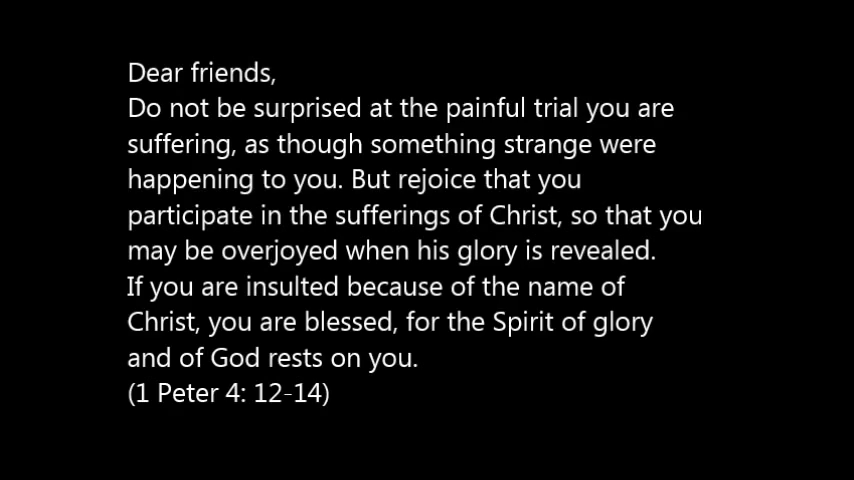 Dear friends,
Do not be surprised at the painful trial you are
suffering, as though something strange were
happening to you. But rejoice that you
participate in the sufferings of Christ, so that you
may be overjoyed when his glory is revealed.
If you are insulted because of the name of
Christ, you are blessed, for the Spirit of glory
and of God rests on you.
(1 Peter 4: 12-14)